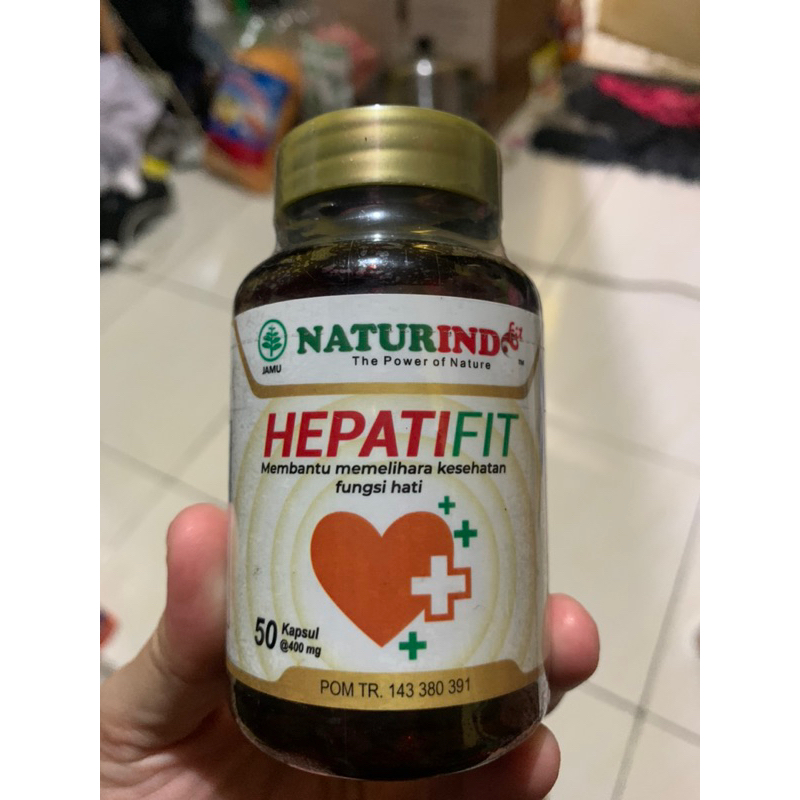 NATURINDO
The Power of Nature
JAMU
HEPATIFIT
Membantu memelihara kesehatan
fungsi hati
50 Kapsul
@400 mg
POM TR. 143 380 391